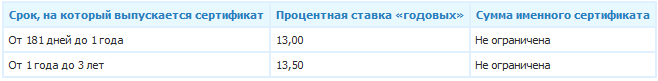 Срок, на который выпускается сертификат Процентная ставка «годовых» Сумма именного сертификата
От 181 дней до 1 года 13,00 Не ограничена
От 1 года до 3 лет 13,50 Не ограничена